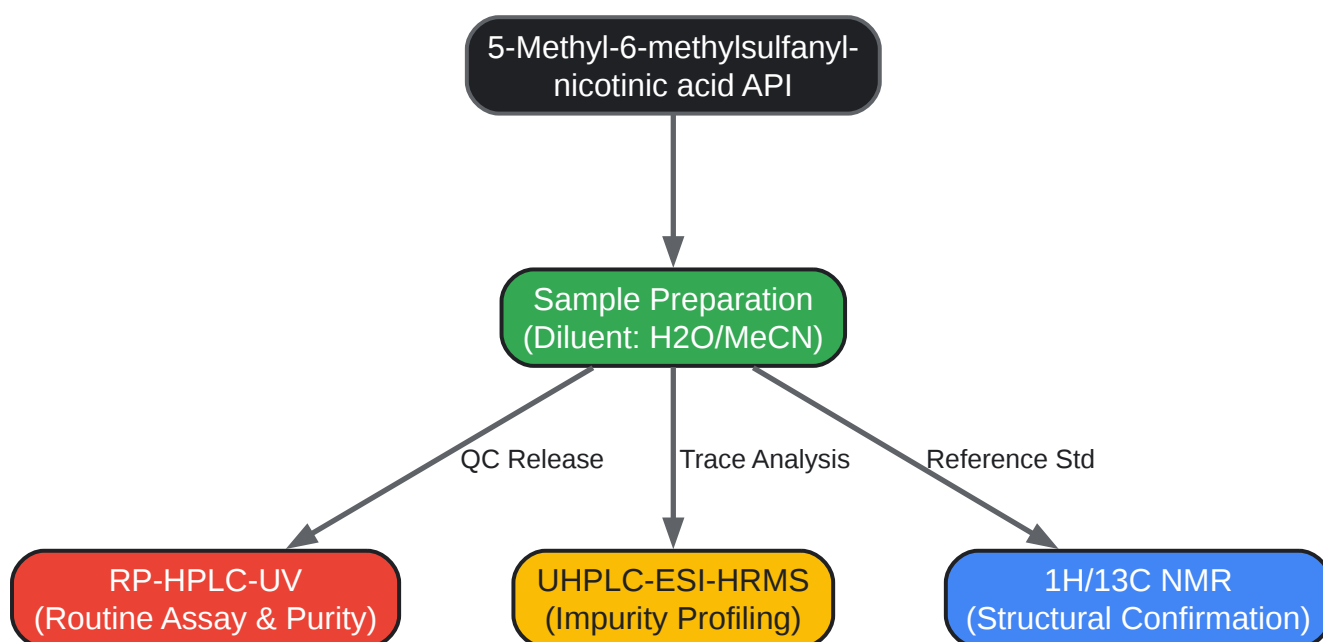 5-Methyl-6-methylsulfanyl-
nicotinic acid API
Sample Preparation
(Diluent: H2O/MeCN)
QC Release
Trace Analysis
Reference Std
RP-HPLC-UV
(Routine Assay & Purity)
UHPLC-ESI-HRMS
(Impurity Profiling)
1H/13C NMR
(Structural Confirmation)